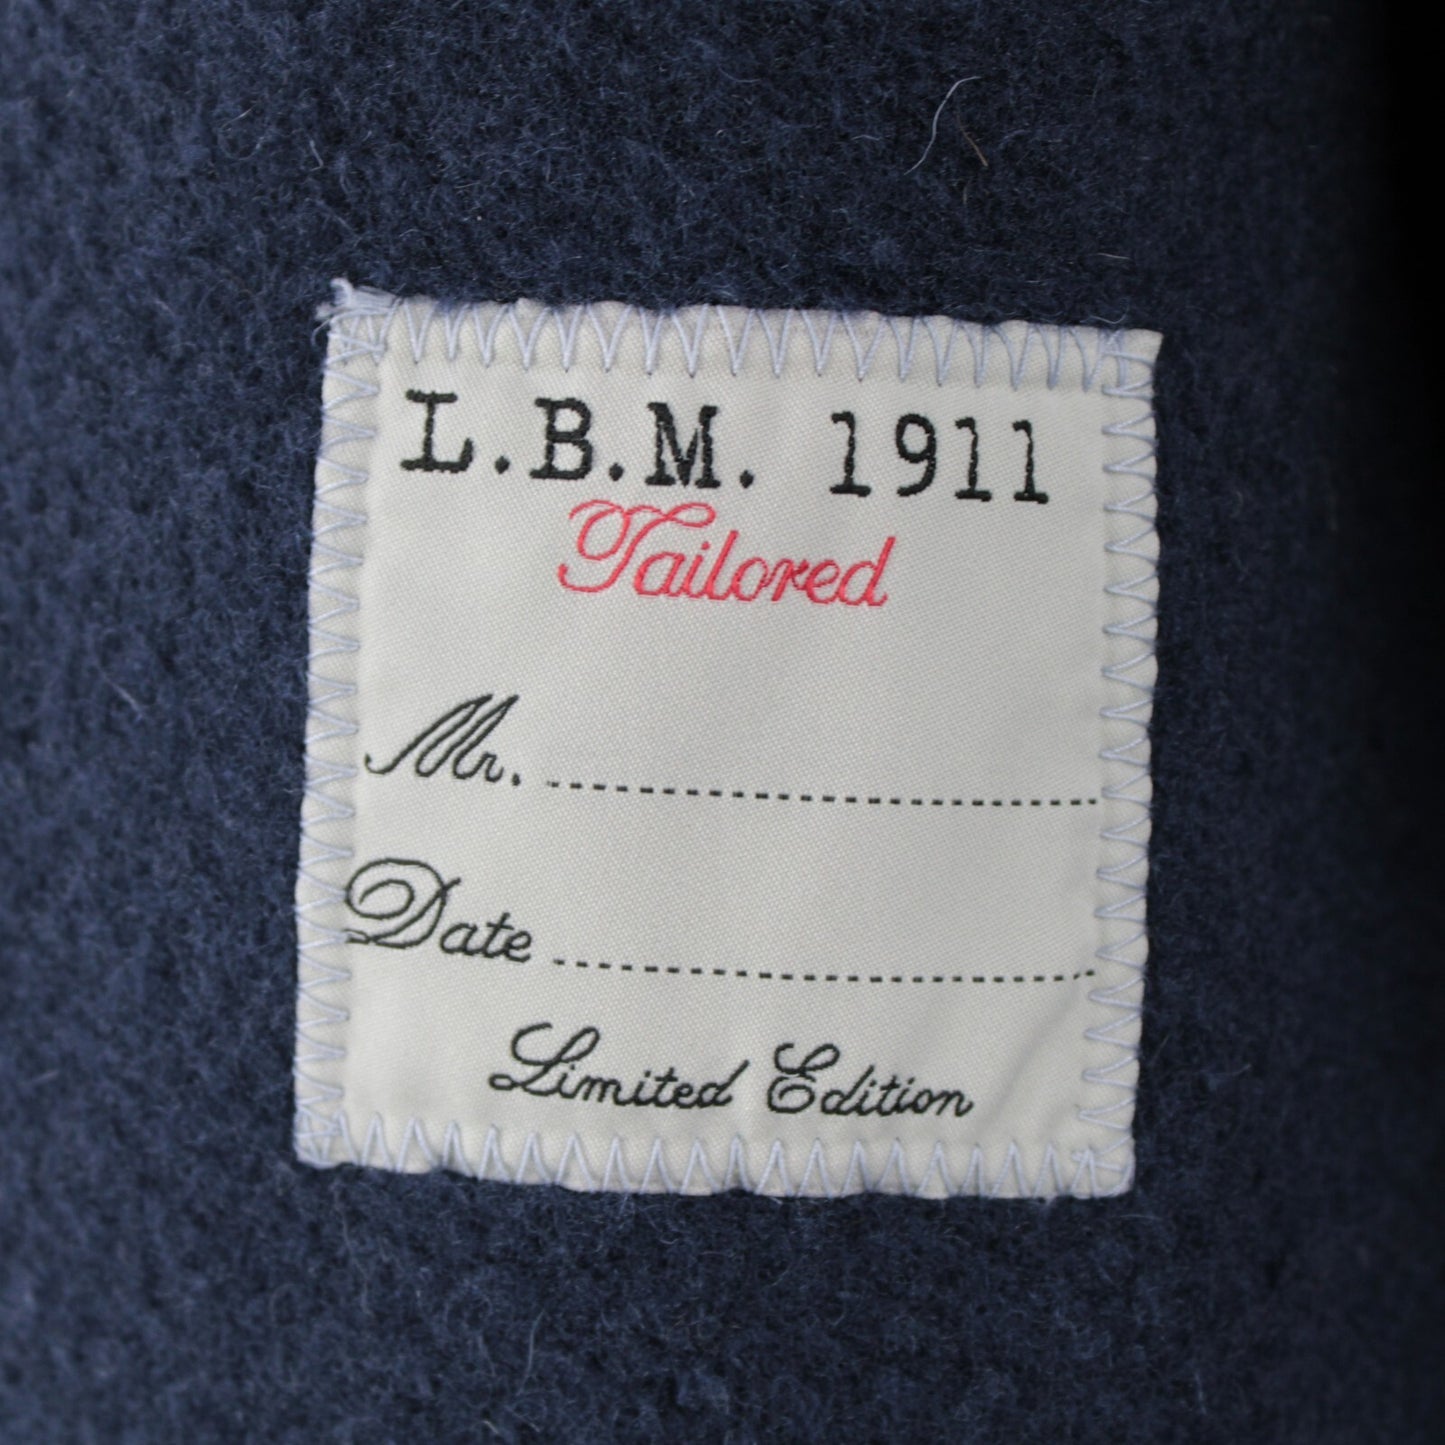 L.B.M. 1911
Tailored
Mr. ........................
Date ........................
Limited Edition